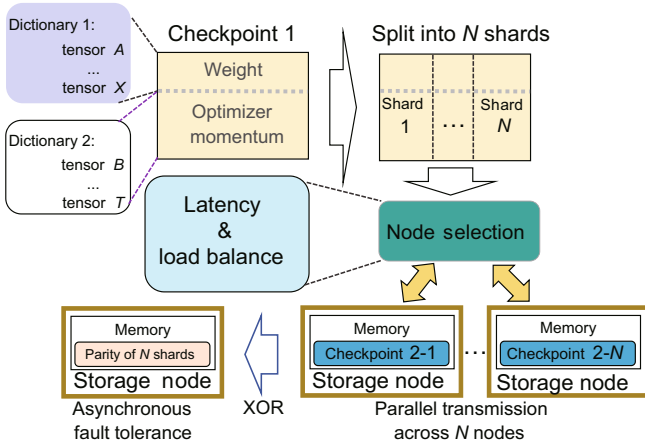 Dictionary 1:
tensor A
...
tensor X
Dictionary 2:
tensor B
...
tensor T
Checkpoint 1
Weight
Optimizer
momentum
Split into N shards
Shard
1
...
Shard
N
Latency
&
load balance
Node selection
Memory
Parity of N shards
Storage node
Asynchronous
fault tolerance
XOR
Memory
Checkpoint 2-1
Storage node
...
Memory
Checkpoint 2-N
Storage node
Parallel transmission
across N nodes